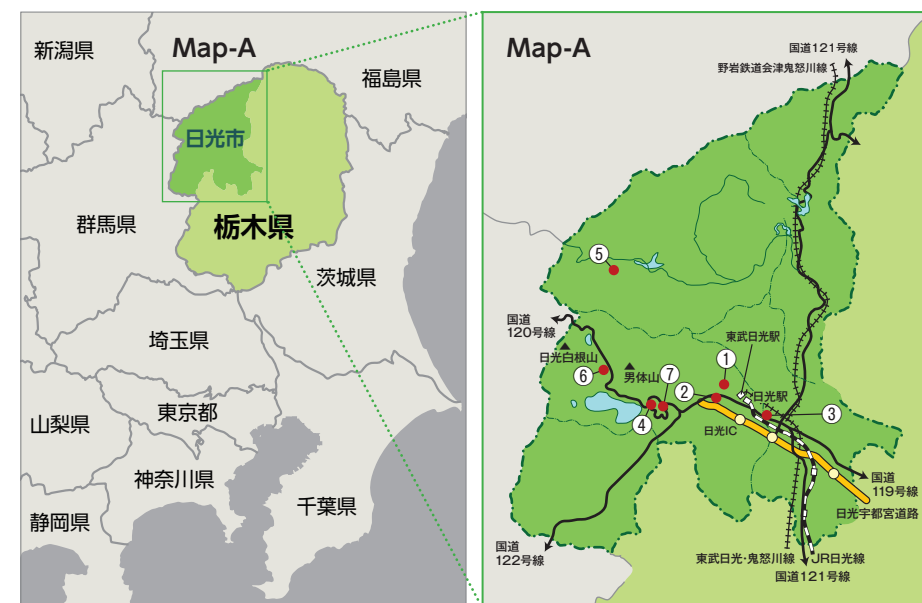 Map-A
新潟県
福島県
日光市
群馬県
栃木県
茨城県
埼玉県
山梨県
東京都
神奈川県
静岡県
千葉県
Map-A
国道121号線
野岩鉄道会津鬼怒川線
⑤
国道
120号線
日光白根山
⑥
男体山
⑦
④
②
①
東武日光駅
日光駅
③
日光IC
国道
119号線
日光宇都宮道路
国道
122号線
東武日光・鬼怒川線
JR日光線
国道121号線